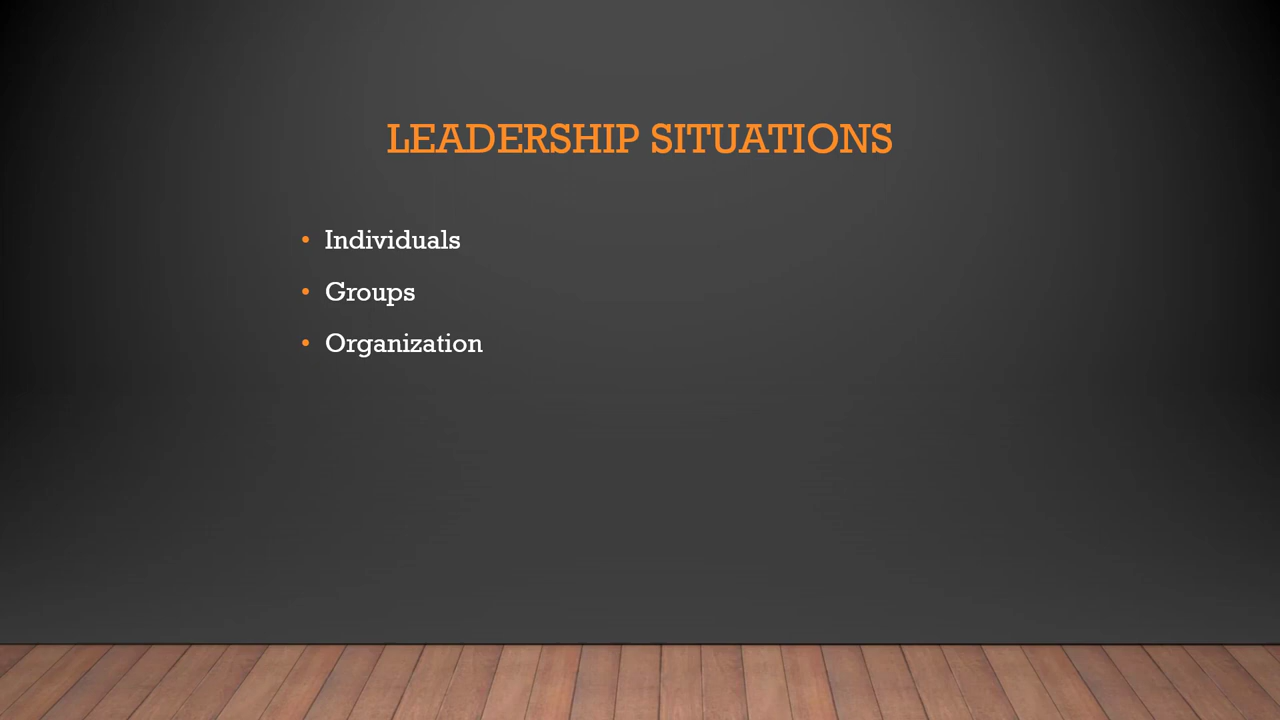 LEADERSHIP SITUATIONS
• Individuals
• Groups
• Organization